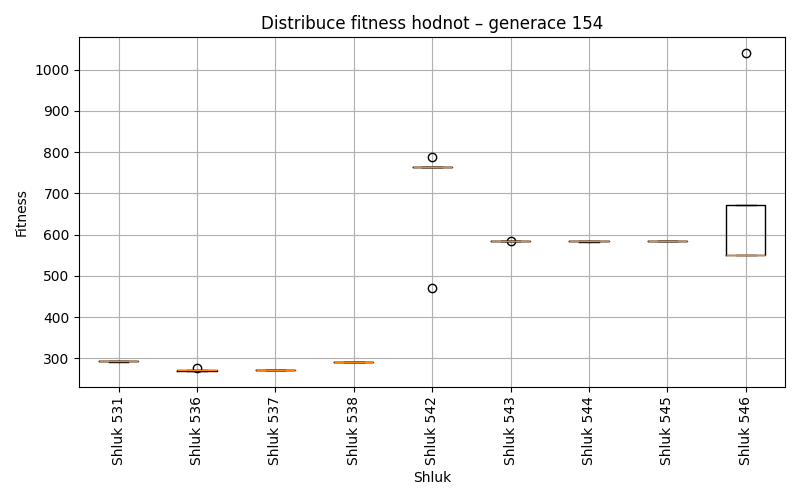 Distribuce fitness hodnot – generace 154
Fitness
1000
900
800
700
600
500
400
300
Shluk 531
Shluk 536
Shluk 537
Shluk 538
Shluk 542
Shluk 543
Shluk 544
Shluk 545
Shluk 546
Shluk